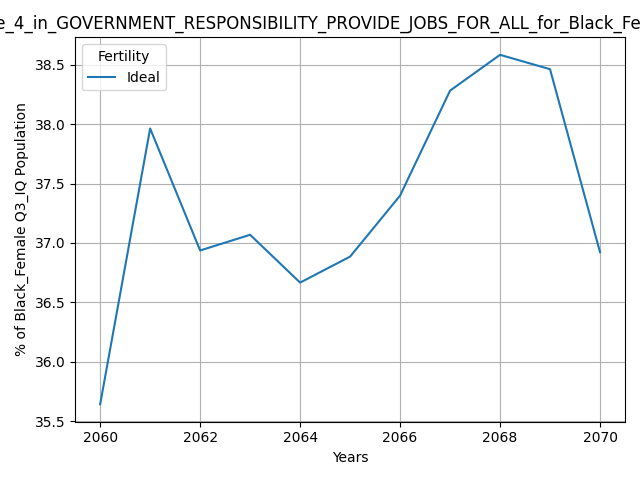 e_4_in_GOVERNMENT_RESPONSIBILITY_PROVIDE_JOBS_FOR_ALL_for_Black_Fe
Fertility
Ideal
% of Black_Female Q3_IQ Population
38.5
38.0
37.5
37.0
36.5
36.0
35.5
2060 2062 2064 2066 2068 2070
Years